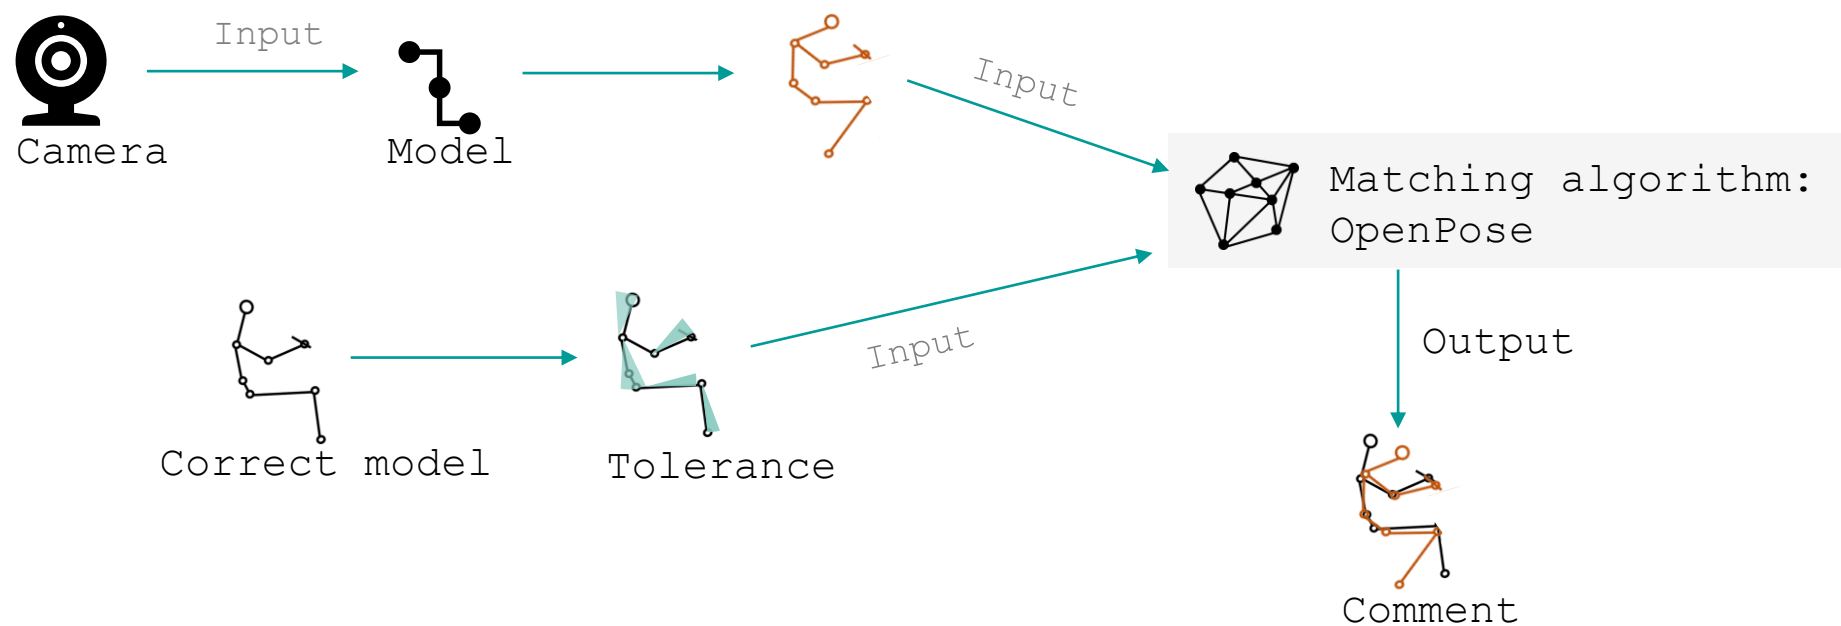 Input
Camera
Model
Input
Matching algorithm:
OpenPose
Input
Output
Correct model
Tolerance
Comment